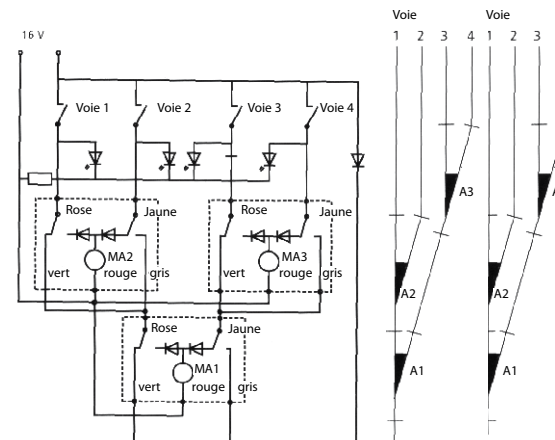 Voie
Voie
1 2 3 4
1 2 3
16 V
Voie 1
Voie 2
Voie 3
Voie 4
A3
A
Rose
Jaune
Rose
Jaune
MA2
MA3
vert
rouge
gris
vert
rouge
gris
A2
A2
Rose
Jaune
MA1
vert
rouge
gris
A1
A1